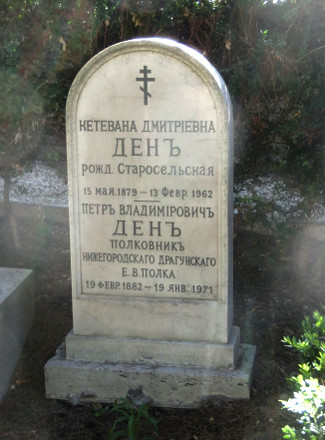 КЕТЕВАНА ДМИТРІЕВНА
ДЕНЪ
РОЖД. Старосельская
15 МАЯ. 1879 – 13 ФЕВР. 1962
ПЕТРЪ ВЛАДИМІРОВИЧЪ
ДЕНЪ
ПОЛКОВНИКЪ
НИЖЕГОРОДСКАГО ДРАГУНСКАГО
Е. В. ПОЛКА
19 ФЕВР. 1882 – 19 ЯНВ. 1971